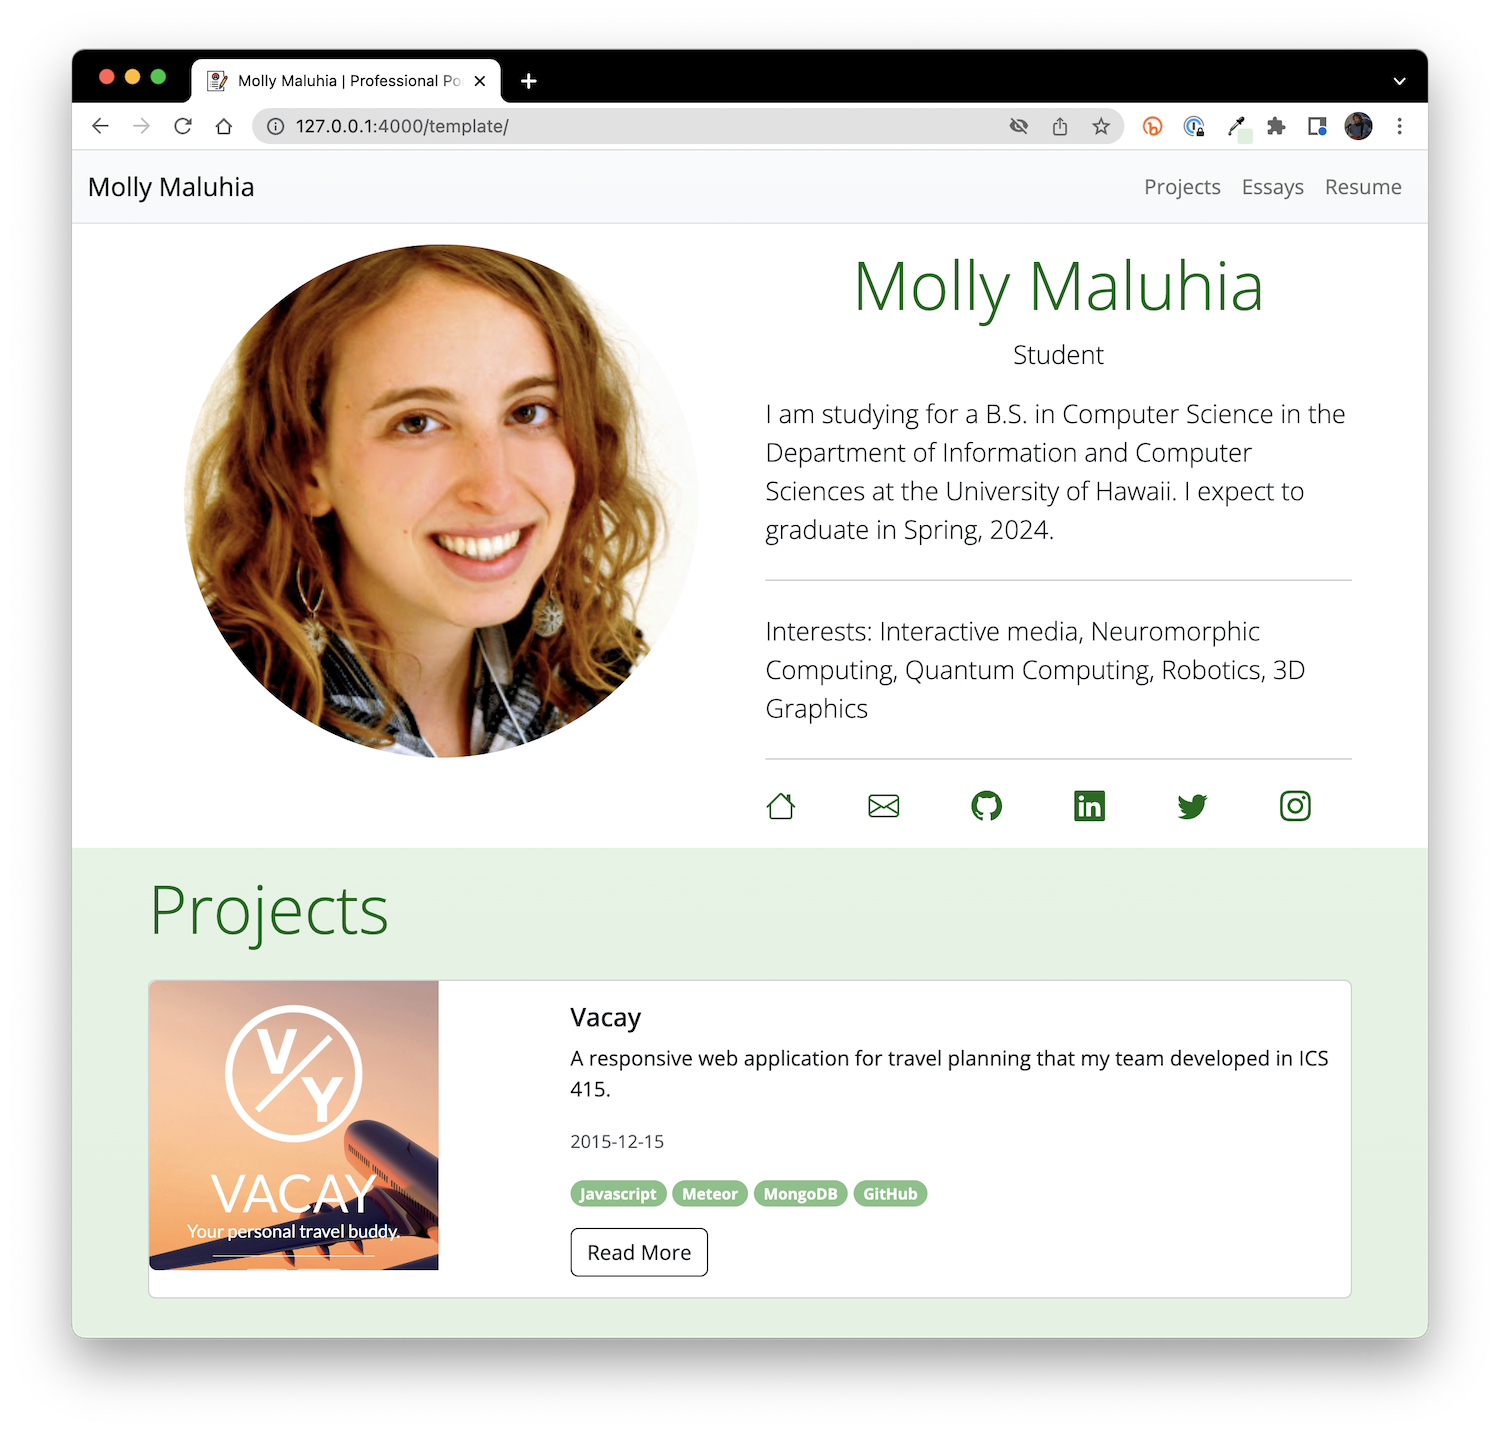 Molly Maluhia | Professional Po
127.0.0.1:4000/template/
Molly Maluhia
Projects Essays Resume
Molly Maluhia
Student
I am studying for a B.S. in Computer Science in the
Department of Information and Computer
Sciences at the University of Hawaii. I expect to
graduate in Spring, 2024.
Interests: Interactive media, Neuromorphic
Computing, Quantum Computing, Robotics, 3D
Graphics
in
Projects
V
Y
VACAY
Your personal travel buddy.
Vacay
A responsive web application for travel planning that my team developed in ICS
415.
2015-12-15
Javascript Meteor MongoDB GitHub
Read More